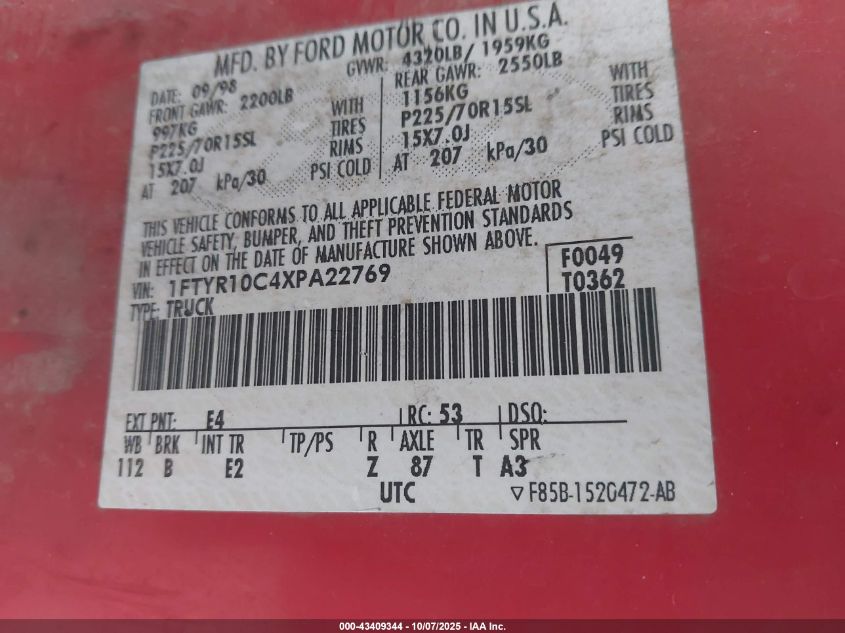 MFD. BY FORD MOTOR CO. IN U.S.A.
DATE: 09/98 GVWR: 4320LB/ 1959KG
FRONT GAWR: 2200LB REAR GAWR: 2550LB
997KG WITH 1156KG WITH
P225/70R15SL TIRES P225/70R15SL TIRES
15X7.0J RIMS 15X7.0J RIMS
AT 207 kPa/30 PSI COLD AT 207 kPa/30 PSI COLD
THIS VEHICLE CONFORMS TO ALL APPLICABLE FEDERAL MOTOR
VEHICLE SAFETY, BUMPER, AND THEFT PREVENTION STANDARDS
IN EFFECT ON THE DATE OF MANUFACTURE SHOWN ABOVE.
VIN: 1FTYR10C4XPA22769 F0049
TYPE: TRUCK T0362
EXT PNT: E4 RC: 53 DSO:
WB BRK INT TR TP/PS R AXLE TR SPR
112 B E2 Z 87 T A3
UTC ▽ F85B-1520472-AB
000-43409344 - 10/07/2025 - IAA Inc.